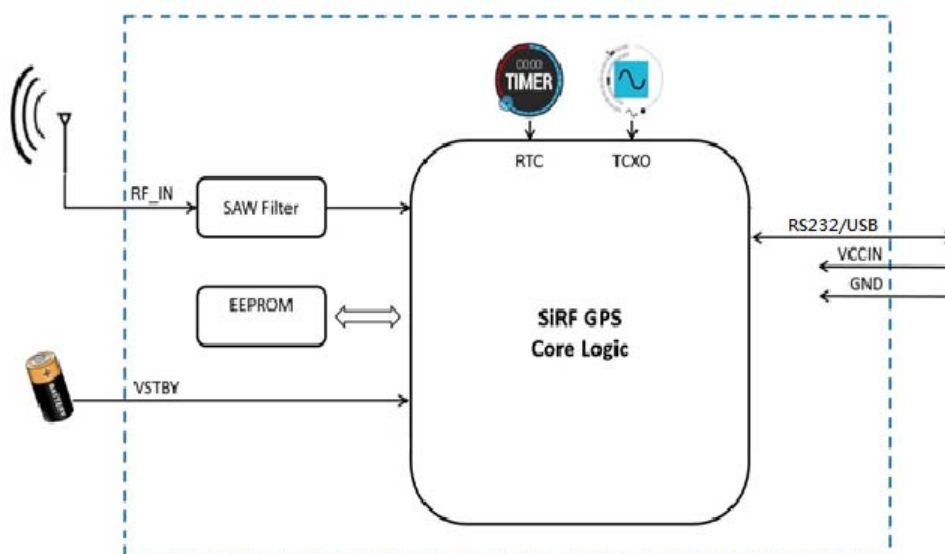 00:00
TIMER
RTC
TCXO
RF_IN
SAW Filter
RS232/USB
VCCIN
GND
EEPROM
SiRF GPS
Core Logic
VSTBY
BATTERY